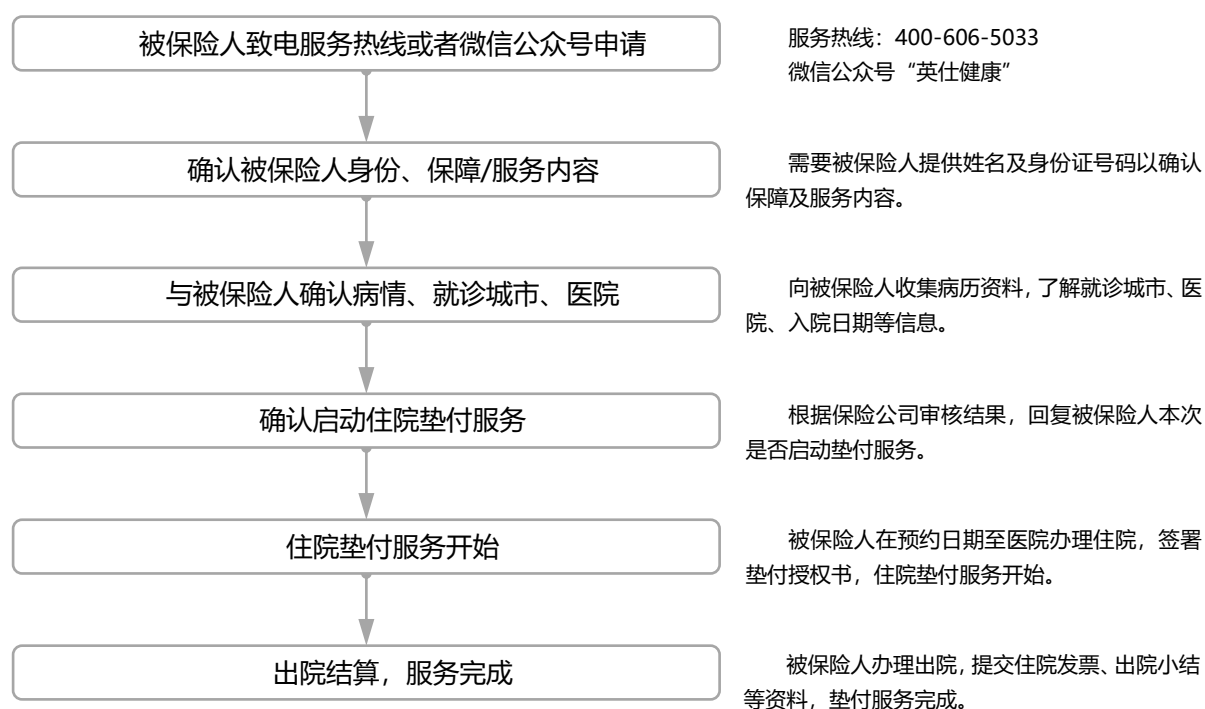 被保险人致电服务热线或者微信公众号申请
服务热线：400-606-5033
微信公众号“英仕健康”
确认被保险人身份、保障/服务内容
需要被保险人提供姓名及身份证号码以确认
保障及服务内容。
与被保险人确认病情、就诊城市、医院
向被保险人收集病历资料，了解就诊城市、医
院、入院日期等信息。
确认启动住院垫付服务
根据保险公司审核结果，回复被保险人本次
是否启动垫付服务。
住院垫付服务开始
被保险人在预约日期至医院办理住院，签署
垫付授权书，住院垫付服务开始。
出院结算，服务完成
被保险人办理出院，提交住院发票、出院小结
等资料，垫付服务完成。